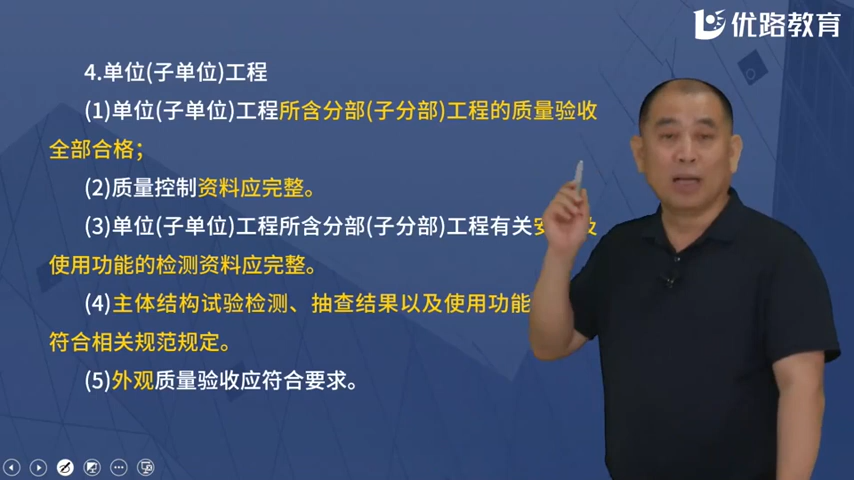 优路教育
4.单位(子单位)工程
(1)单位(子单位)工程所含分部(子分部)工程的质量验收
全部合格；
(2)质量控制资料应完整。
(3)单位(子单位)工程所含分部(子分部)工程有关安 及
使用功能的检测资料应完整。
(4)主体结构试验检测、抽查结果以及使用功能
符合相关规范规定。
(5)外观质量验收应符合要求。